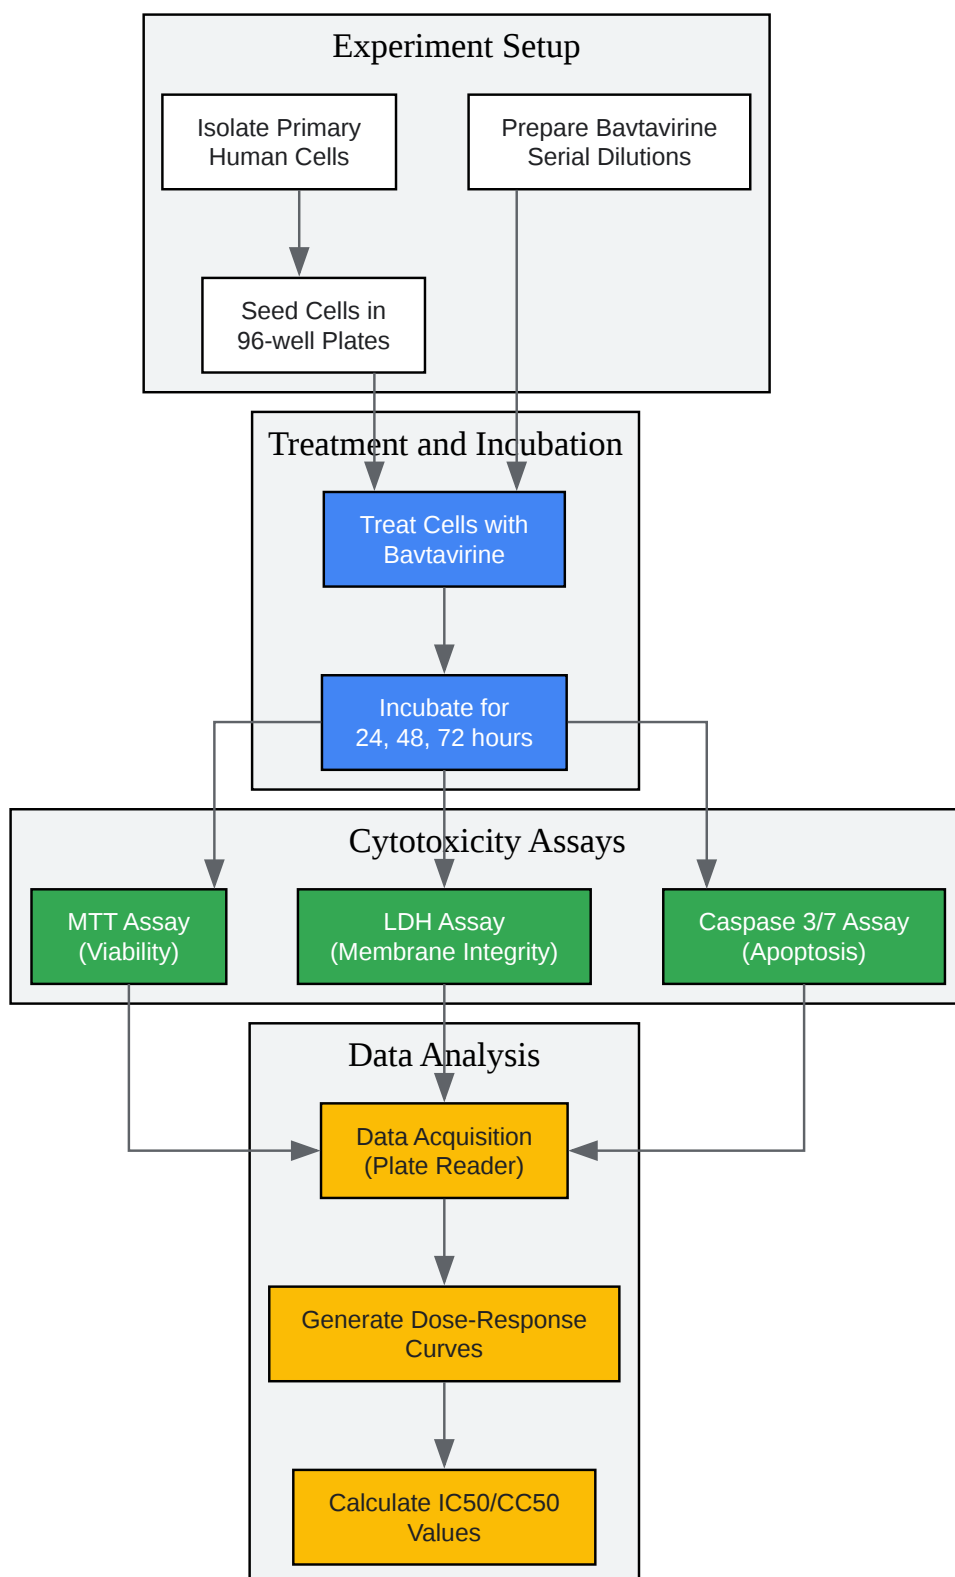 Experiment Setup
Isolate Primary
Human Cells
Prepare Bavtavirine
Serial Dilutions
Seed Cells in
96-well Plates
Treatment and Incubation
Treat Cells with
Bavtavirine
Incubate for
24, 48, 72 hours
Cytotoxicity Assays
MTT Assay
(Viability)
LDH Assay
(Membrane Integrity)
Caspase 3/7 Assay
(Apoptosis)
Data Analysis
Data Acquisition
(Plate Reader)
Generate Dose-Response
Curves
Calculate IC50/CC50
Values